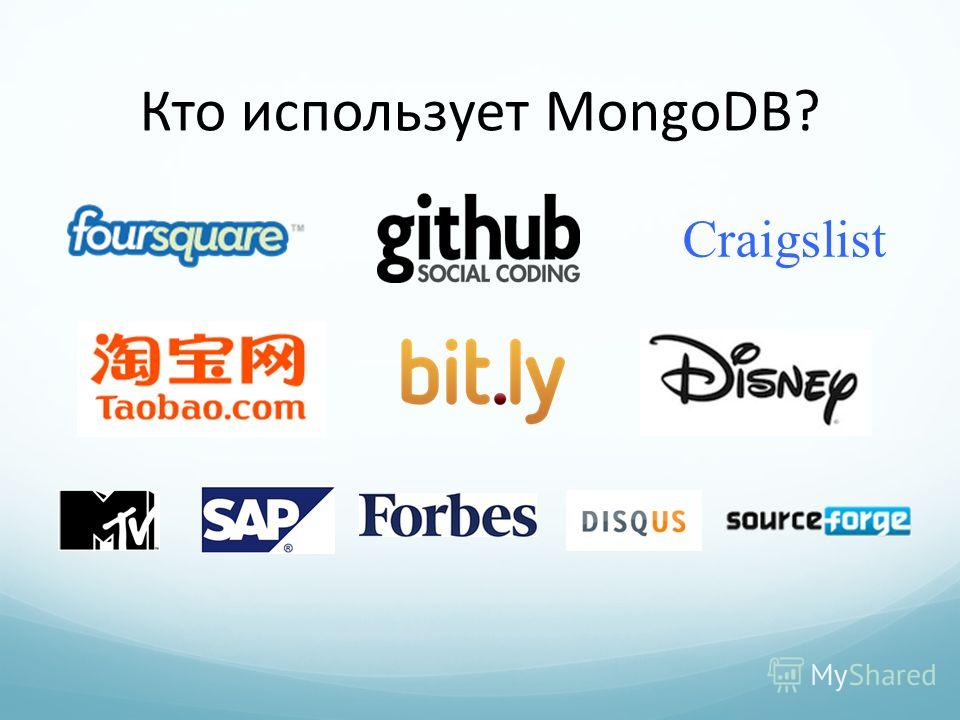 Кто использует MongoDB?
foursquare™
github
SOCIAL CODING
Craigslist
淘宝网
Taobao.com
bit.ly
Disney
MTV
SAP®
Forbes
DISQUS
sourceforge
MyShared